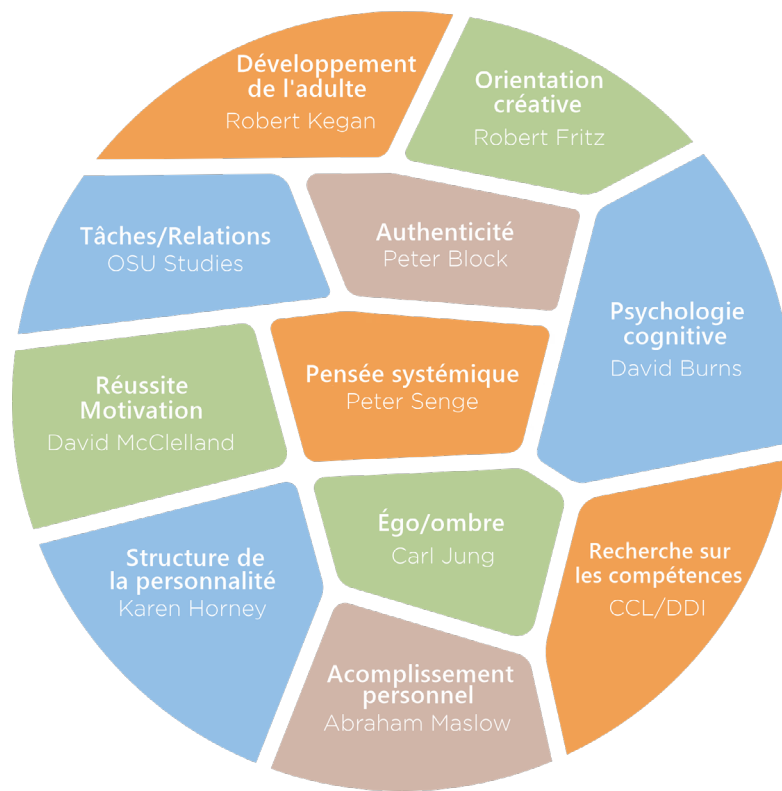 Développement
de l'adulte
Robert Kegan
Orientation
créative
Robert Fritz
Tâches/Relations
OSU Studies
Authenticité
Peter Block
Psychologie
cognitive
David Burns
Réussite
Motivation
David McClelland
Pensée systémique
Peter Senge
Structure de
la personnalité
Karen Horney
Égo/ombre
Carl Jung
Recherche sur
les compétences
CCL/DDI
Acomplissement
personnel
Abraham Maslow